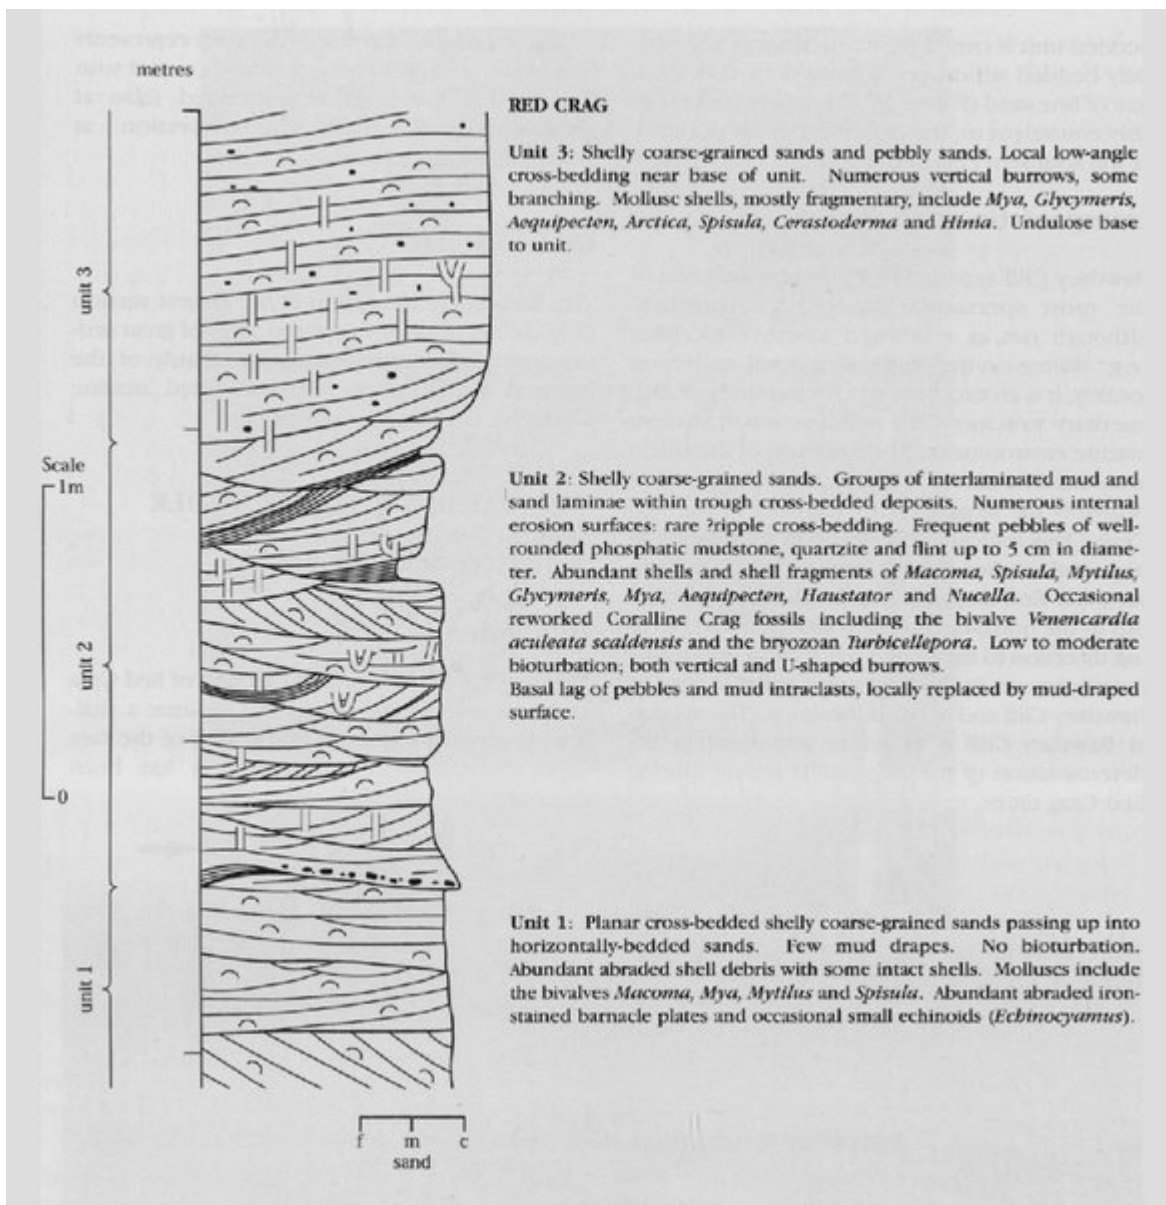 metres
RED CRAG
Unit 3: Shelly coarse-grained sands and pebbly sands. Local low-angle
cross-bedding near base of unit. Numerous vertical burrows, some
branching. Mollusc shells, mostly fragmentary, include Mya, Glycymeris,
Aequipecten, Arctica, Spisula, Cerastoderma and Hinia. Undulose base
to unit.
unit 3
Scale
1m
Unit 2: Shelly coarse-grained sands. Groups of interlaminated mud and
sand laminae within trough cross-bedded deposits. Numerous internal
erosion surfaces: rare ?ripple cross-bedding. Frequent pebbles of well-
rounded phosphatic mudstone, quartzite and flint up to 5 cm in diame-
ter. Abundant shells and shell fragments of Macoma, Spisula, Mytilus,
Glycymeris, Mya, Aequipecten, Haustator and Nucella. Occasional
reworked Coralline Crag fossils including the bivalve Venencardia
aculeata scaldensis and the bryozoan Turbicellepora. Low to moderate
bioturbation; both vertical and U-shaped burrows.
Basal lag of pebbles and mud intraclasts, locally replaced by mud-draped
surface.
unit 2
0
Unit 1: Planar cross-bedded shelly coarse-grained sands passing up into
horizontally-bedded sands. Few mud drapes. No bioturbation.
Abundant abraded shell debris with some intact shells. Molluscs include
the bivalves Macoma, Mya, Mytilus and Spisula. Abundant abraded iron-
stained barnacle plates and occasional small echinoids (Echinocyamus).
unit 1
f m c
sand